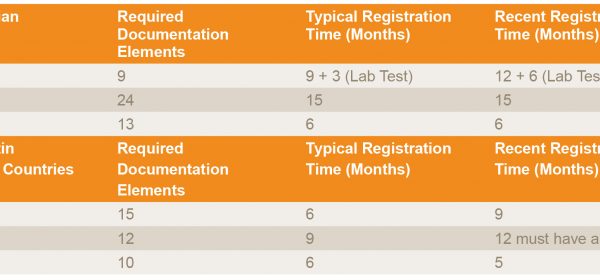 an Required Typical Registration Recent Registr
Documentation Time (Months) Time (Months)
Elements
9 9 + 3 (Lab Test) 12 + 6 (Lab Tes
24 15 15
13 6 6
in Required Typical Registration Recent Registr
Countries Documentation Time (Months) Time (Months)
Elements
15 6 9
12 9 12 must have a
10 6 5